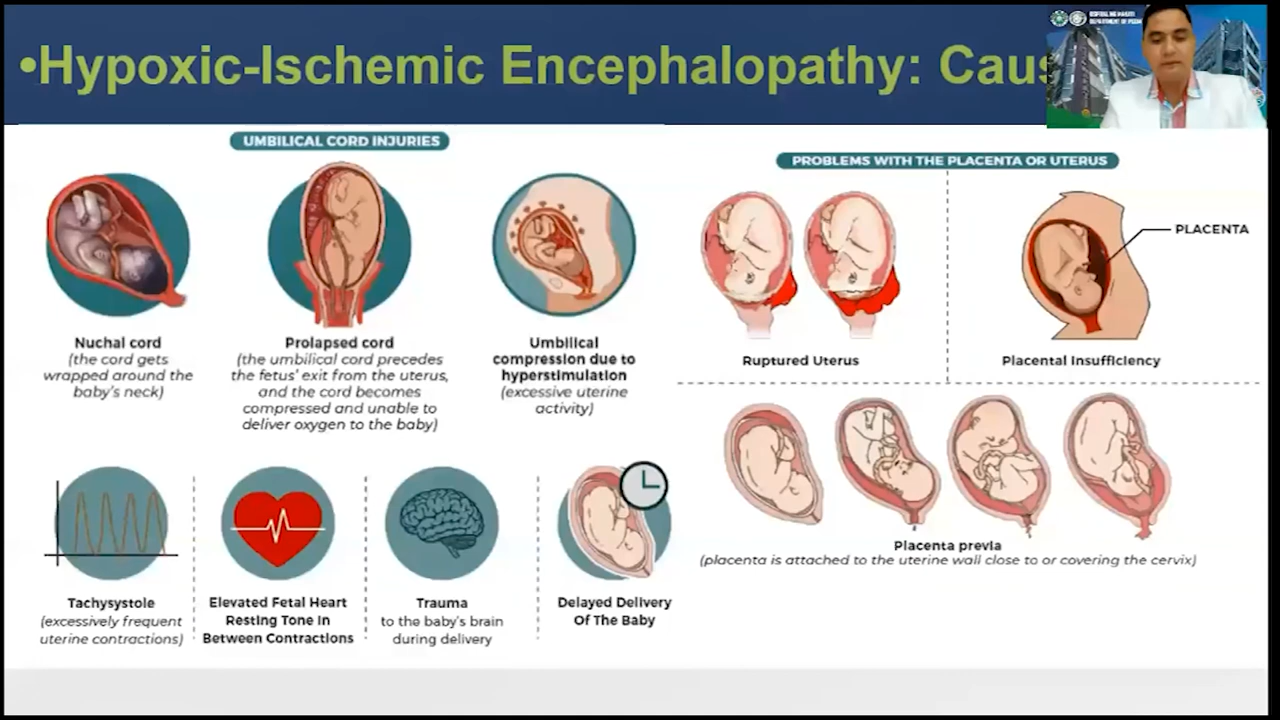 •Hypoxic-Ischemic Encephalopathy:
UMBILICAL CORD INJURIES
Nuchal cord
(the cord gets
wrapped around the
baby's neck)
Prolapsed cord
(the umbilical cord precedes
the fetus' exit from the uterus,
and the cord becomes
compressed and unable to
deliver oxygen to the baby)
Umbilical
compression due to
hyperstimulation
(excessive uterine
activity)
Tachysystole
(excessively frequent
uterine contractions)
Elevated Fetal Heart
Resting Tone In
Between Contractions
Trauma
to the baby's brain
during delivery
Delayed Delivery
Of The Baby
PROBLEMS WITH THE PLACENTA OR UTERUS
Ruptured Uterus
PLACENTA
Placental Insufficiency
Placenta previa
(placenta is attached to the uterine wall close to or covering the cervix)